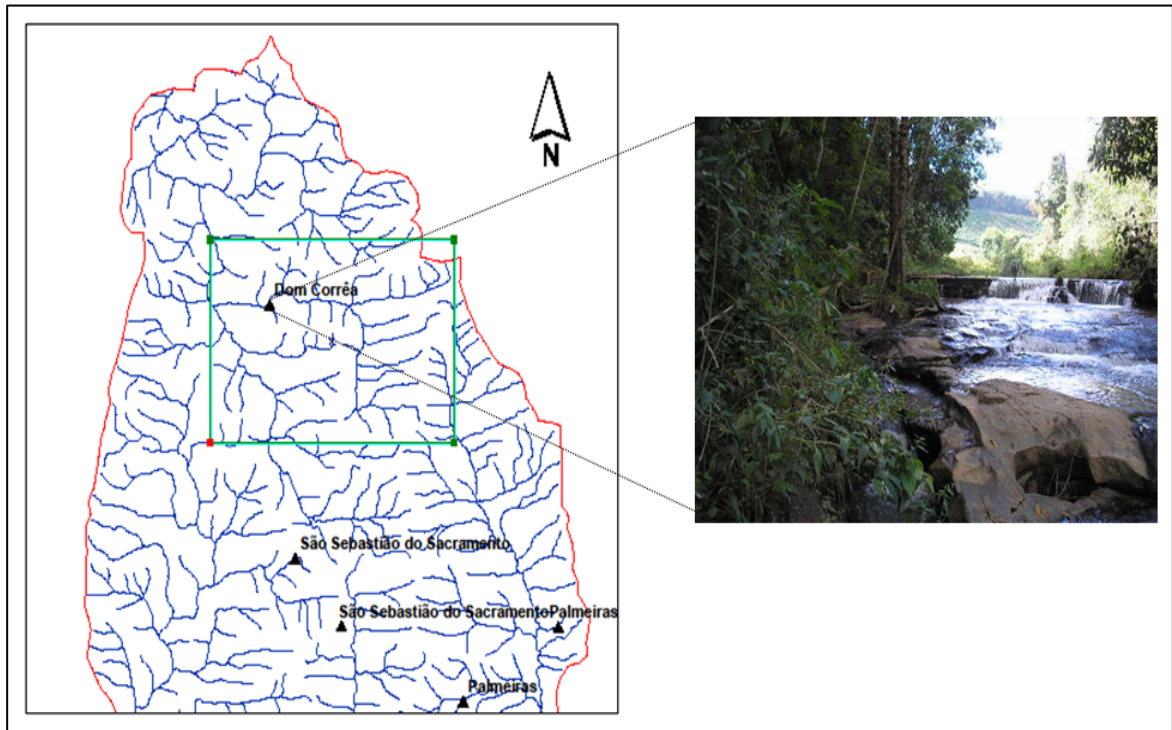 N
Dom Corrêa
São Sebastião do Sacramento
São Sebastião do Sacramento
Palmeiras
Palmeiras